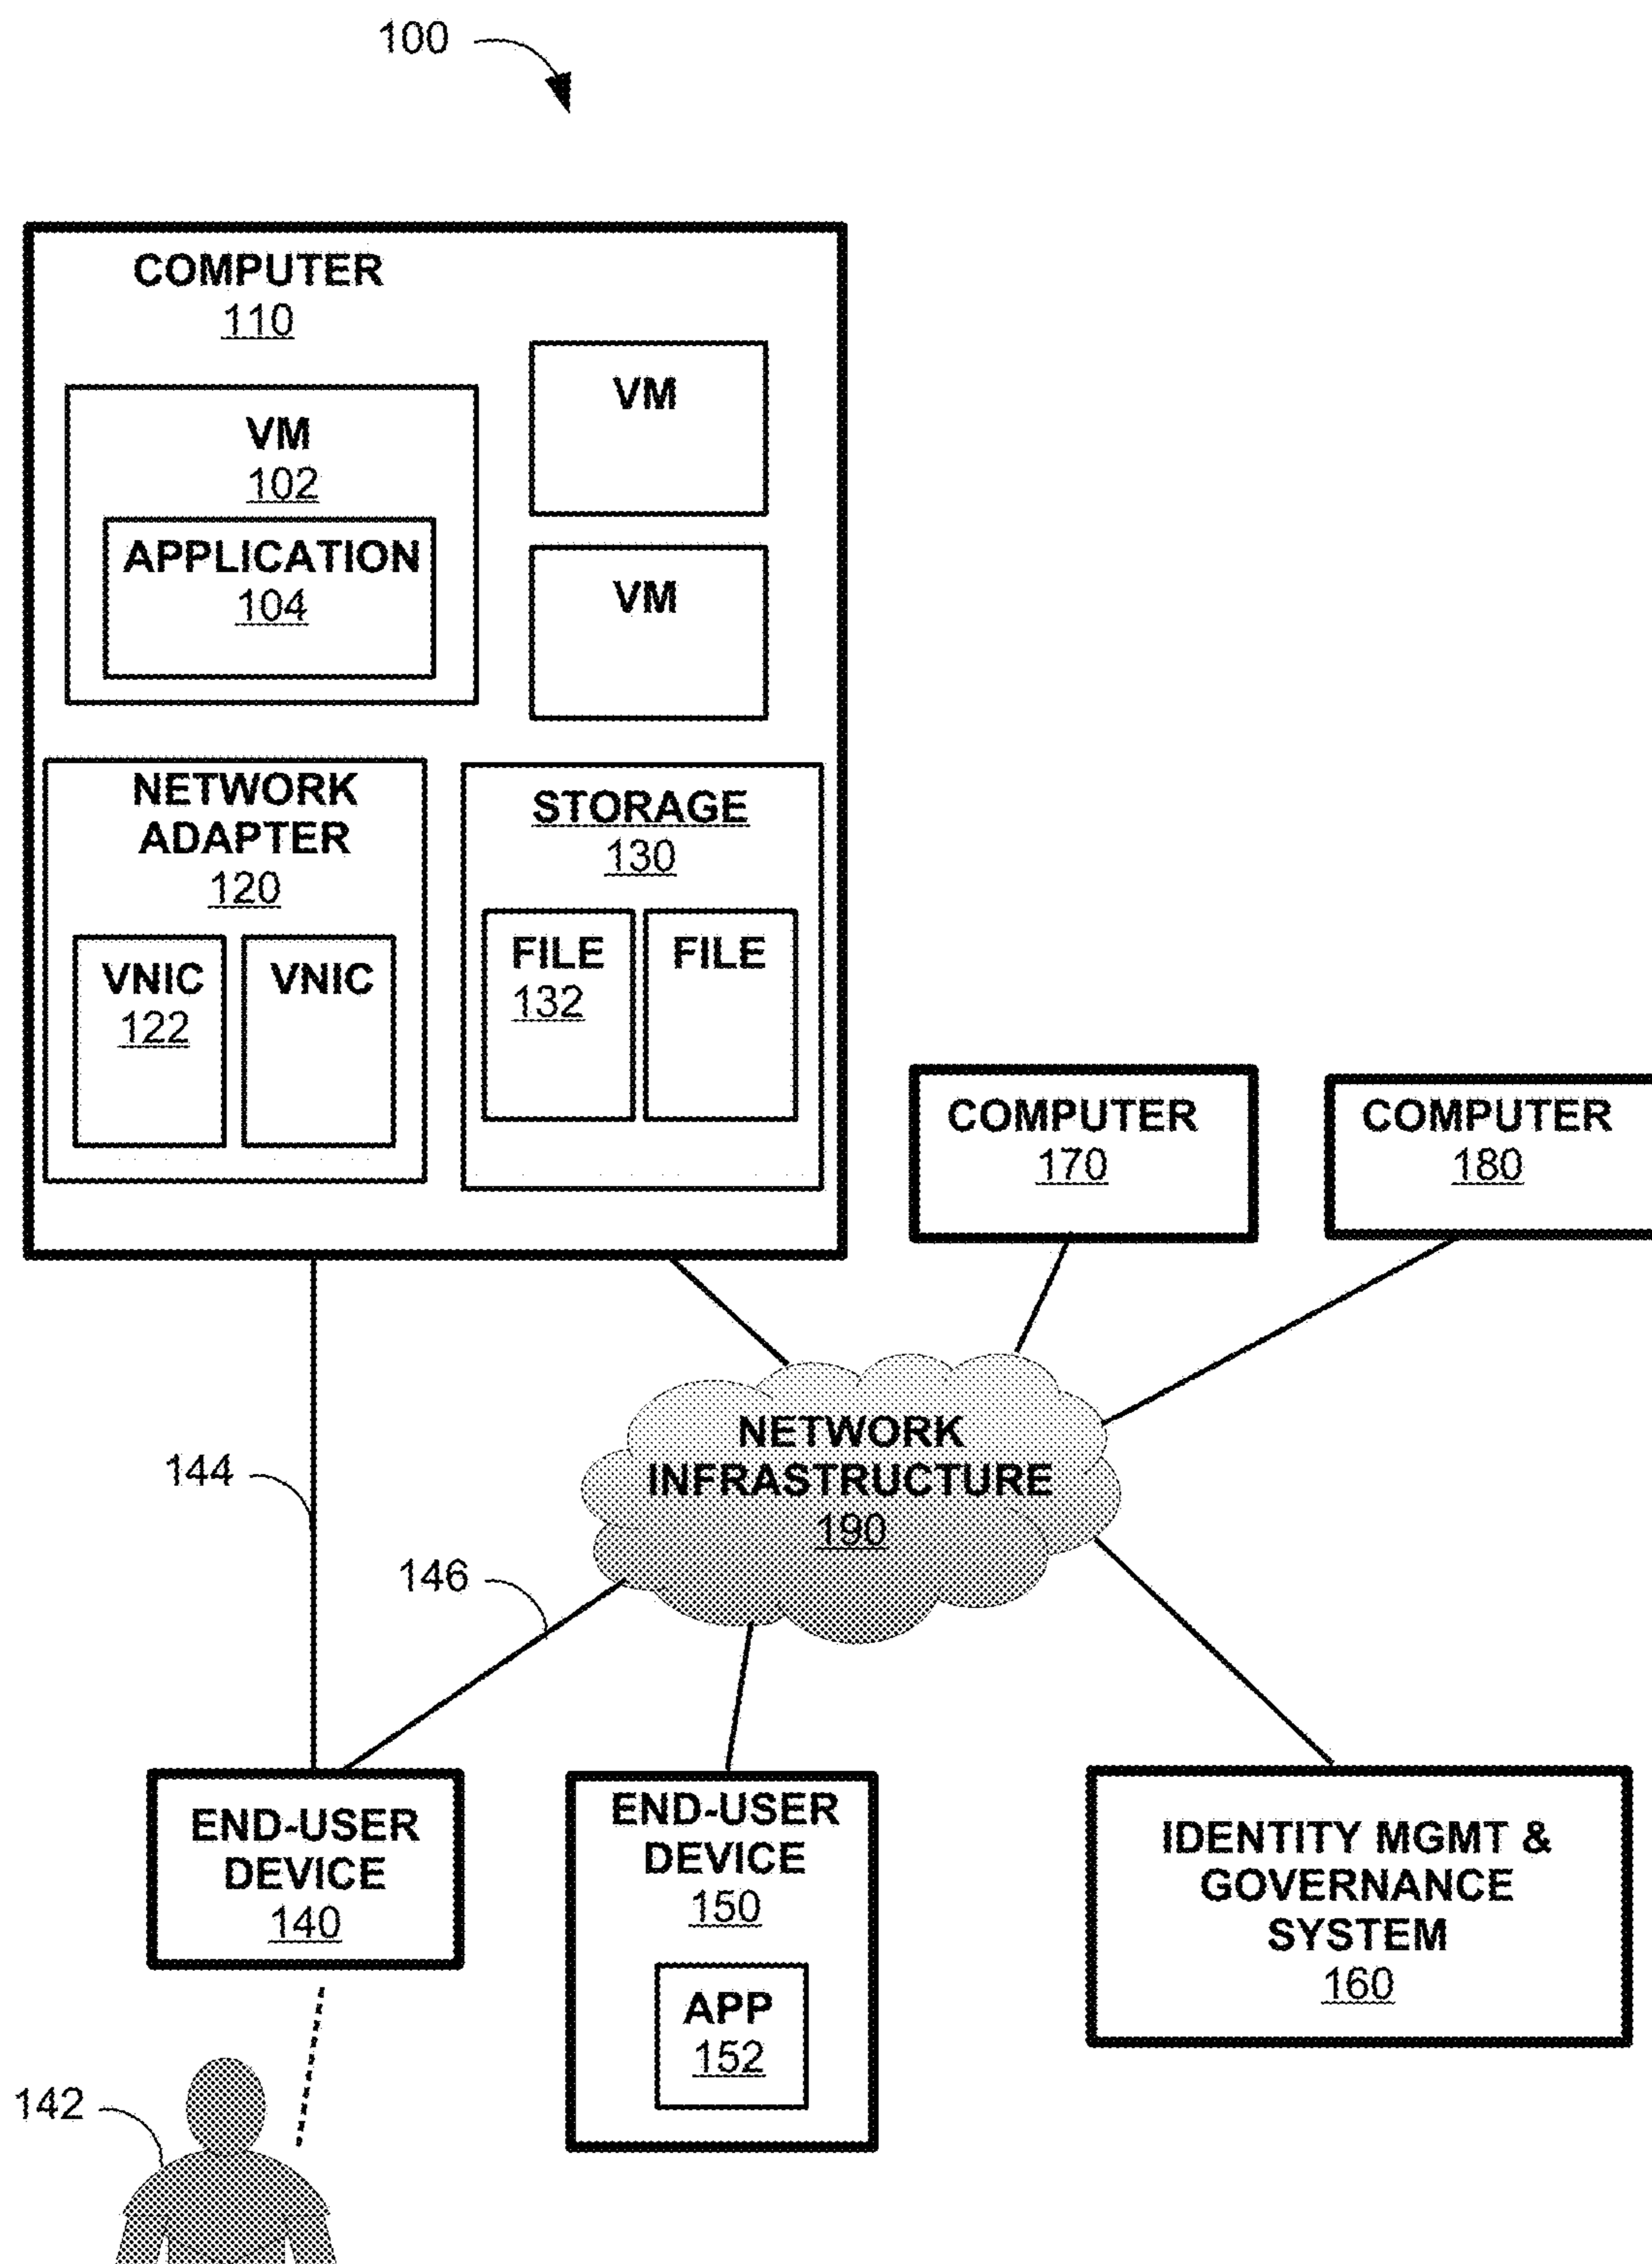 100
COMPUTER
110
VM
102
APPLICATION
104
VM
VM
NETWORK
ADAPTER
120
VNIC
122
VNIC
STORAGE
130
FILE
132
FILE
COMPUTER
170
COMPUTER
180
NETWORK
INFRASTRUCTURE
190
144
146
END-USER
DEVICE
140
END-USER
DEVICE
150
APP
152
IDENTITY MGMT &
GOVERNANCE
SYSTEM
160
142